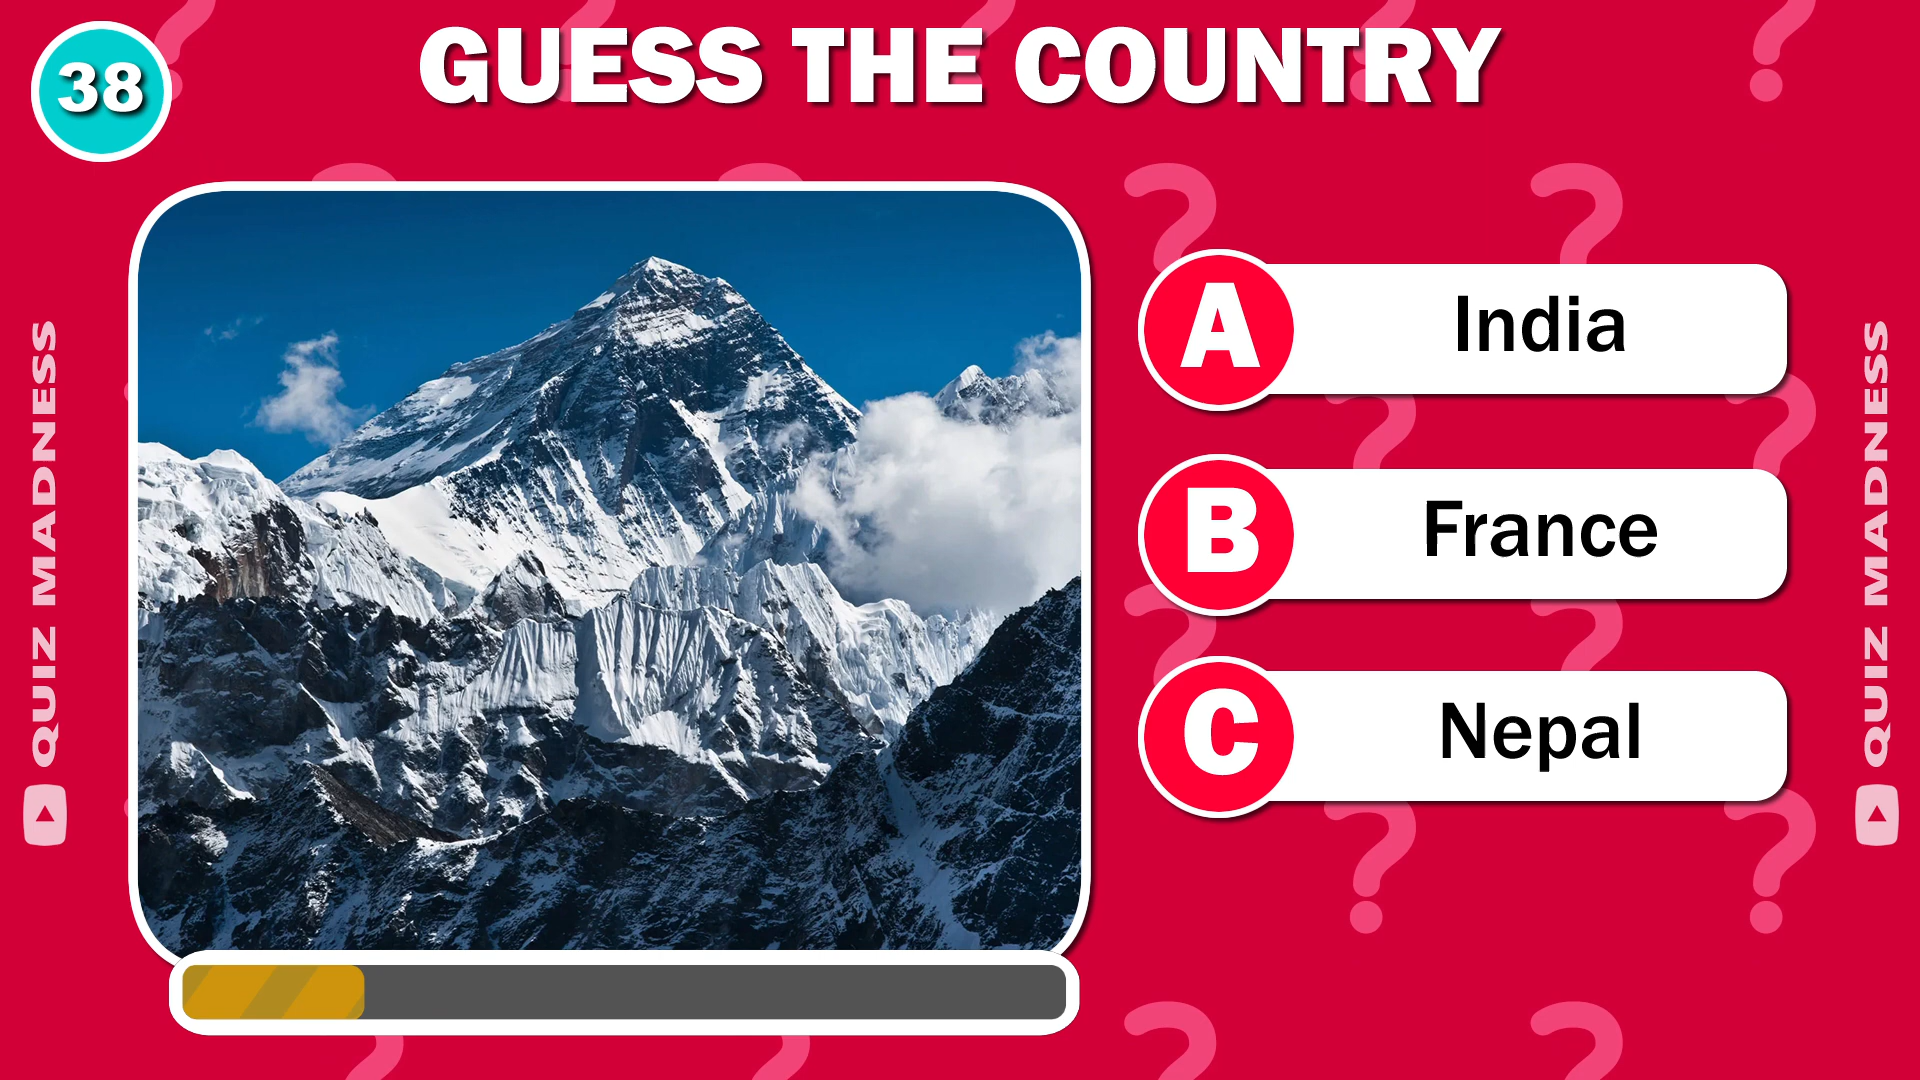 38
GUESS THE COUNTRY
A
India
B
France
C
Nepal
QUIZ MADNESS
QUIZ MADNESS